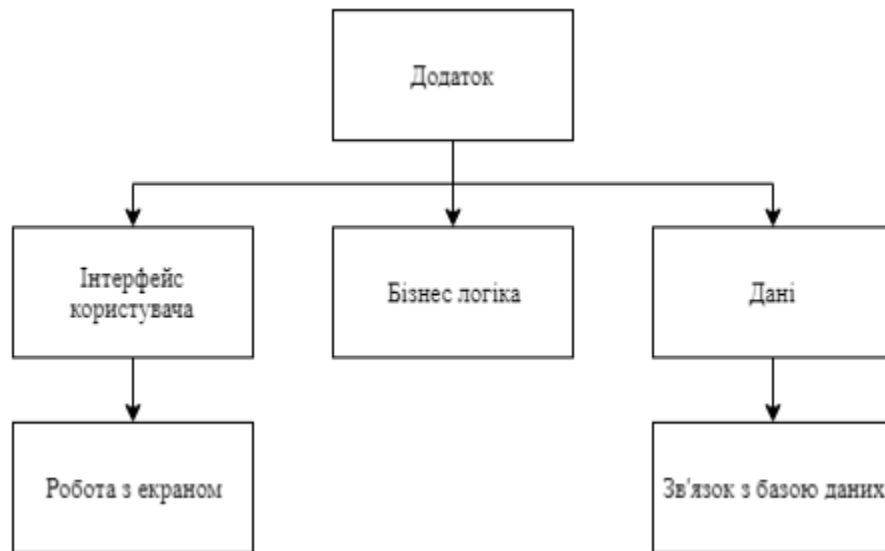 Додаток
Інтерфейс
користувача
Бізнес логіка
Дані
Робота з екраном
Зв'язок з базою даних